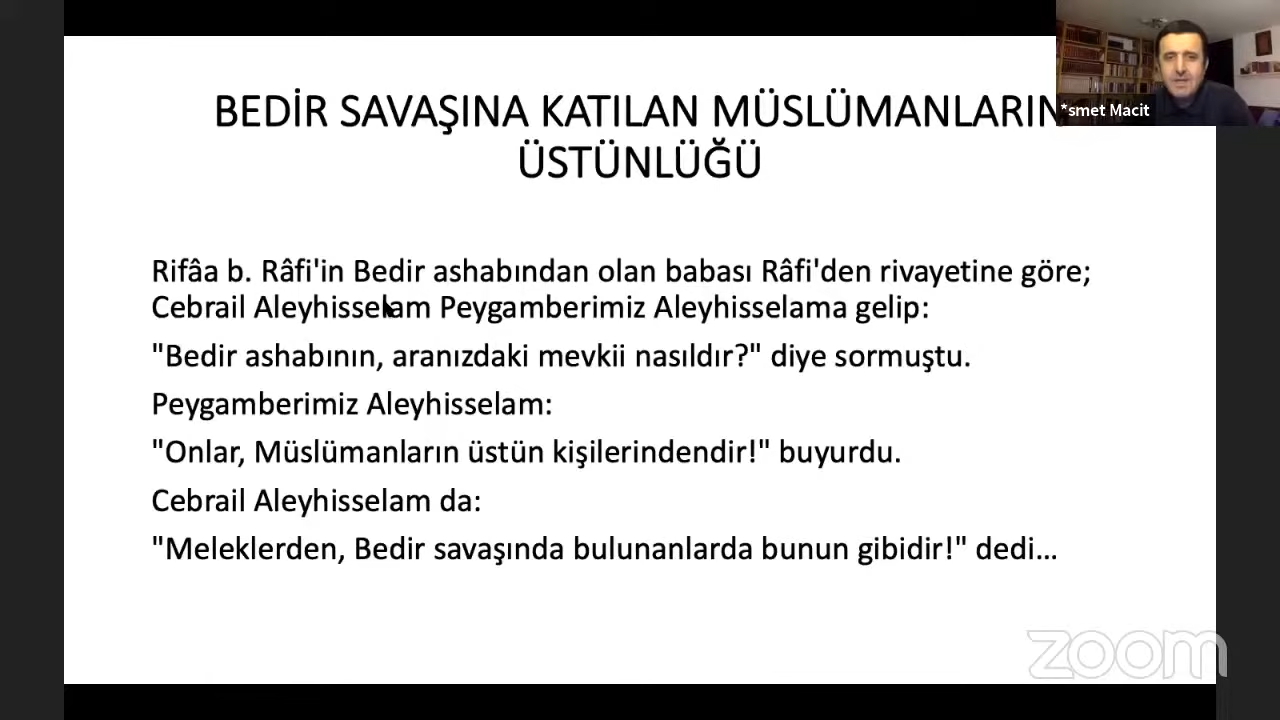 BEDİR SAVAŞINA KATILAN MÜSLÜMANLARIN
ÜSTÜNLÜĞÜ
*smet Macit
Rifâa b. Râfi'in Bedir ashabından olan babası Râfi'den rivayetine göre;
Cebrail Aleyhisselam Peygamberimiz Aleyhisselama gelip:
"Bedir ashabının, aranızdaki mevkii nasıldır?" diye sormuştu.
Peygamberimiz Aleyhisselam:
"Onlar, Müslümanların üstün kişilerindendir!" buyurdu.
Cebrail Aleyhisselam da:
"Meleklerden, Bedir savaşında bulunanlarda bunun gibidir!" dedi...
zoom